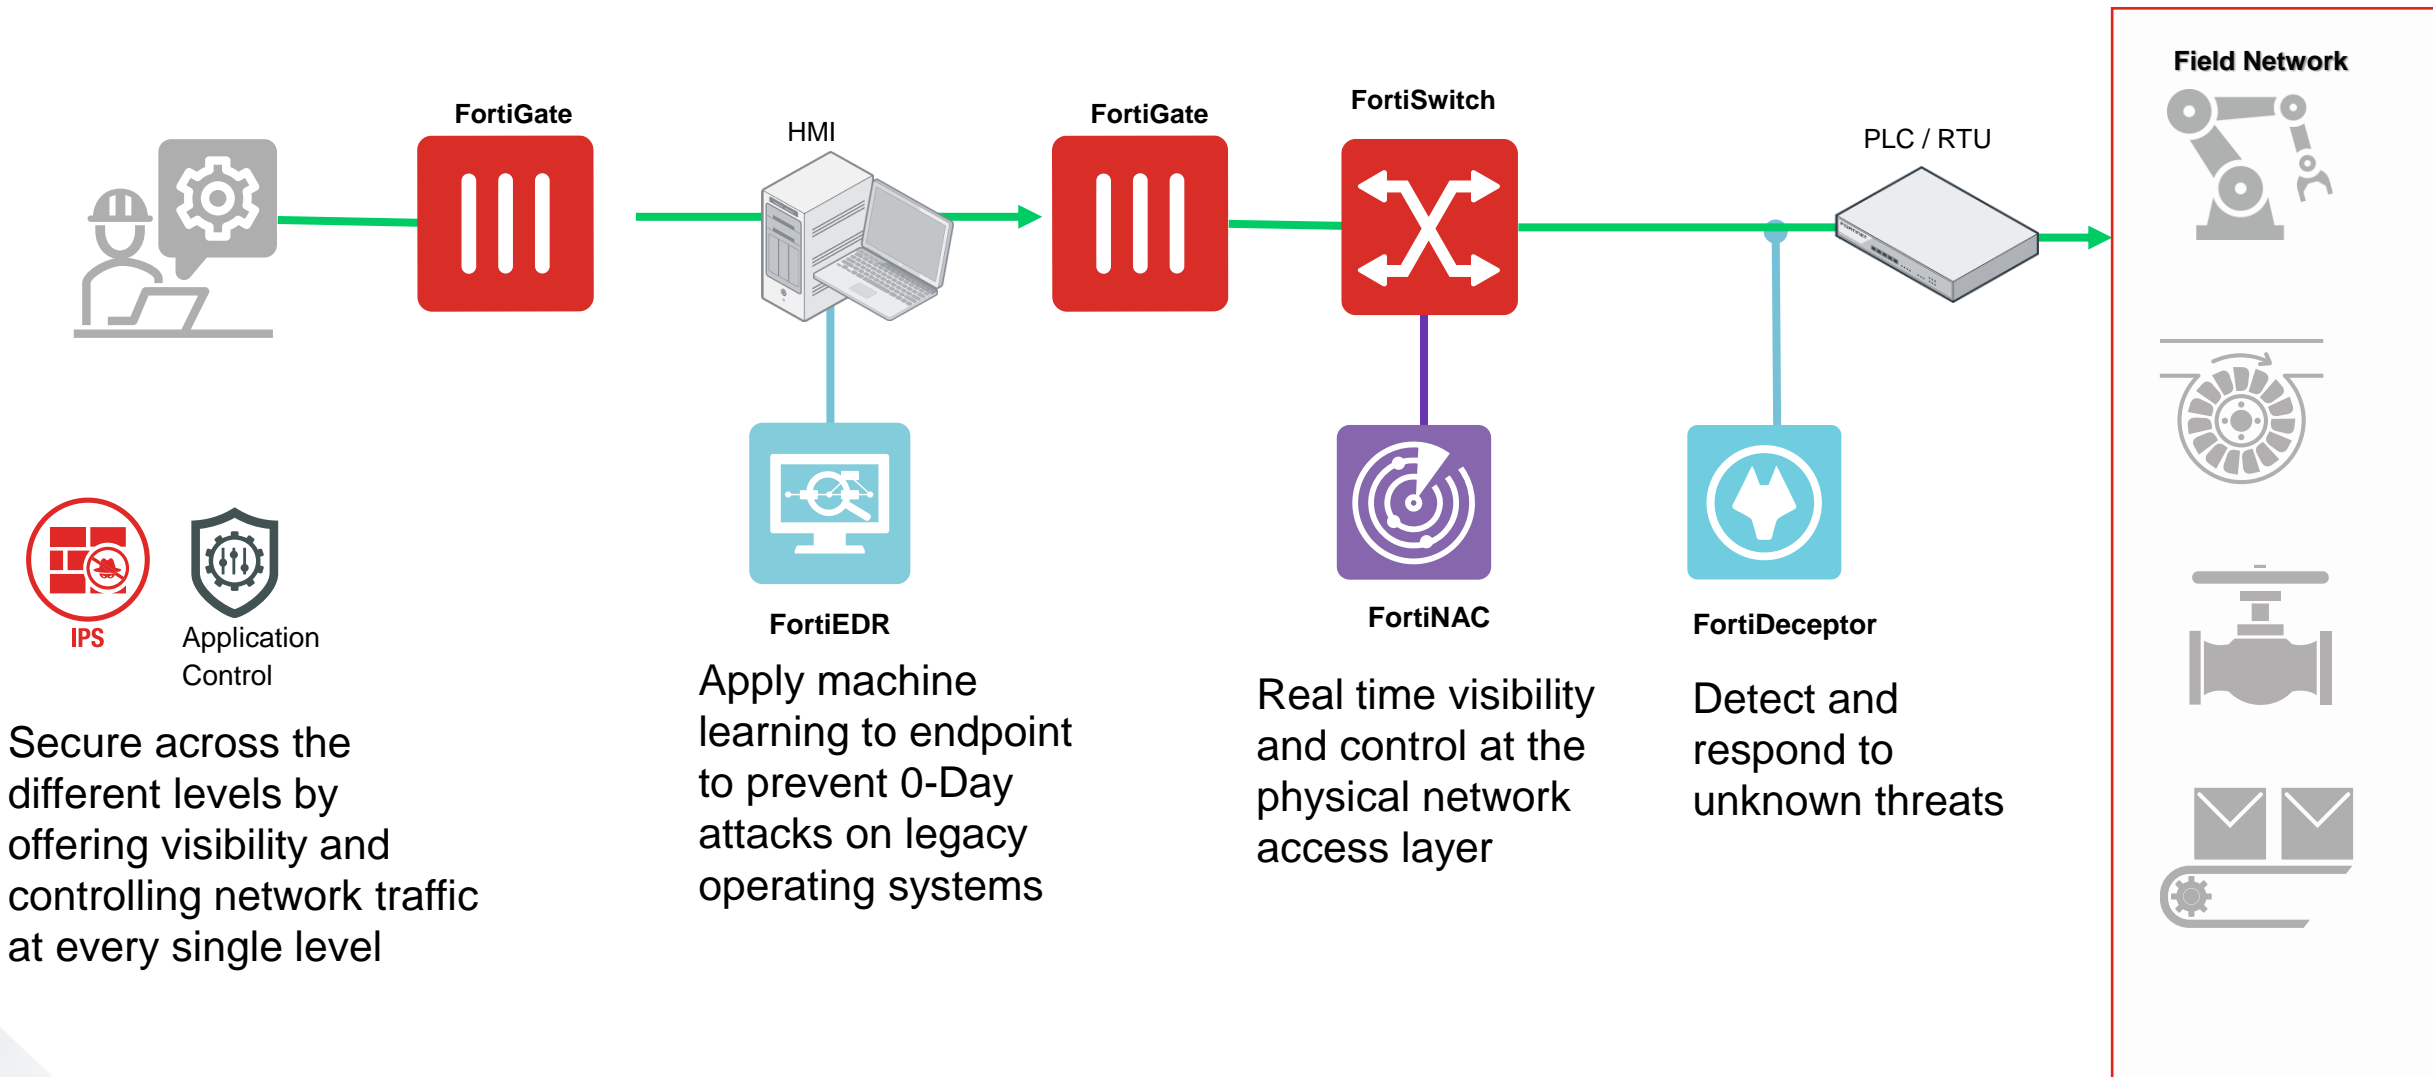 Field Network
FortiGate
HMI
FortiGate
FortiSwitch
PLC / RTU
IPS
Application
Control
Secure across the
different levels by
offering visibility and
controlling network traffic
at every single level
FortiEDR
Apply machine
learning to endpoint
to prevent 0-Day
attacks on legacy
operating systems
FortiNAC
Real time visibility
and control at the
physical network
access layer
FortiDeceptor
Detect and
respond to
unknown threats